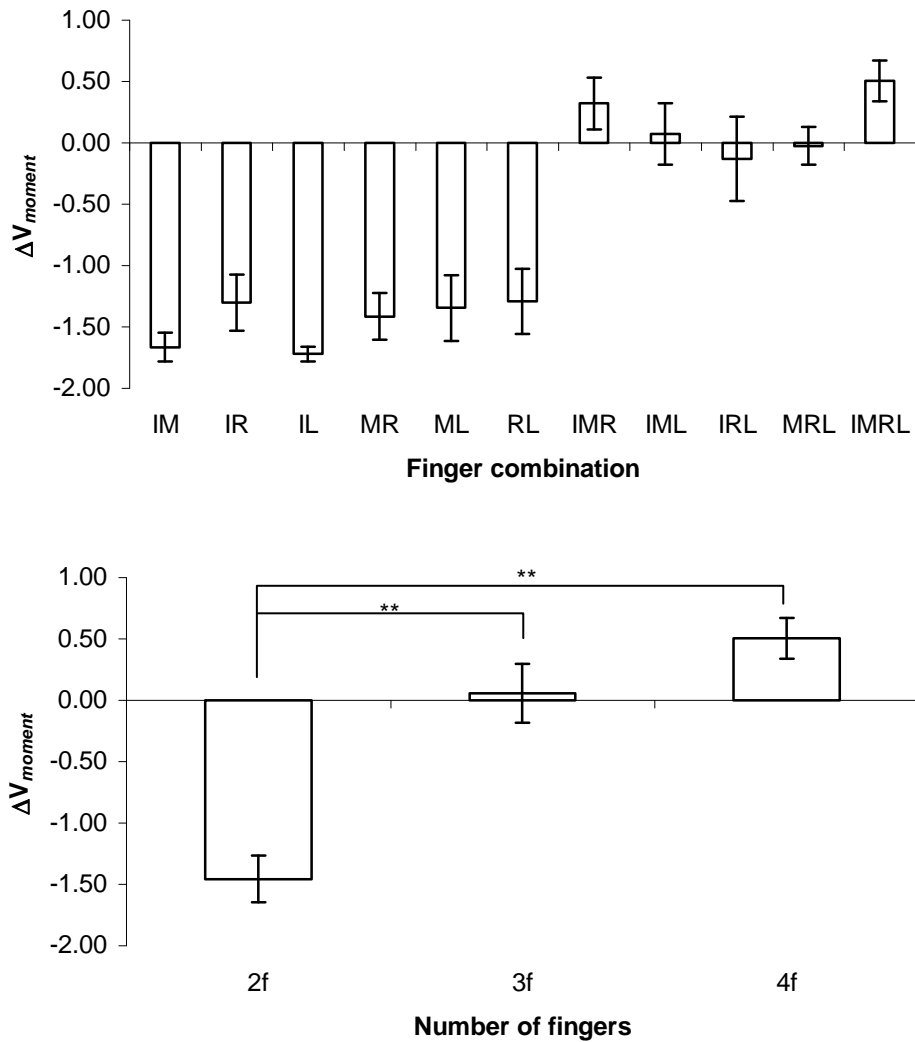 1.00
0.50
0.00
-0.50
-1.00
-1.50
-2.00
ΔVmoment
IM IR IL MR ML RL IMR IML IRL MRL IMRL
Finger combination
1.00
0.50
0.00
-0.50
-1.00
-1.50
-2.00
ΔVmoment
**
**
2f 3f 4f
Number of fingers